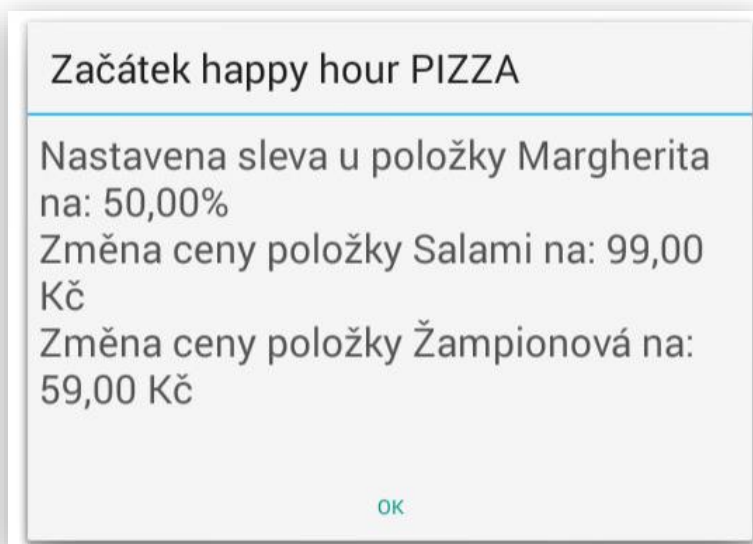 Začátek happy hour PIZZA
Nastavena sleva u položky Margherita
na: 50,00%
Změna ceny položky Salami na: 99,00
Kč
Změna ceny položky Žampionová na:
59,00 Kč
OK